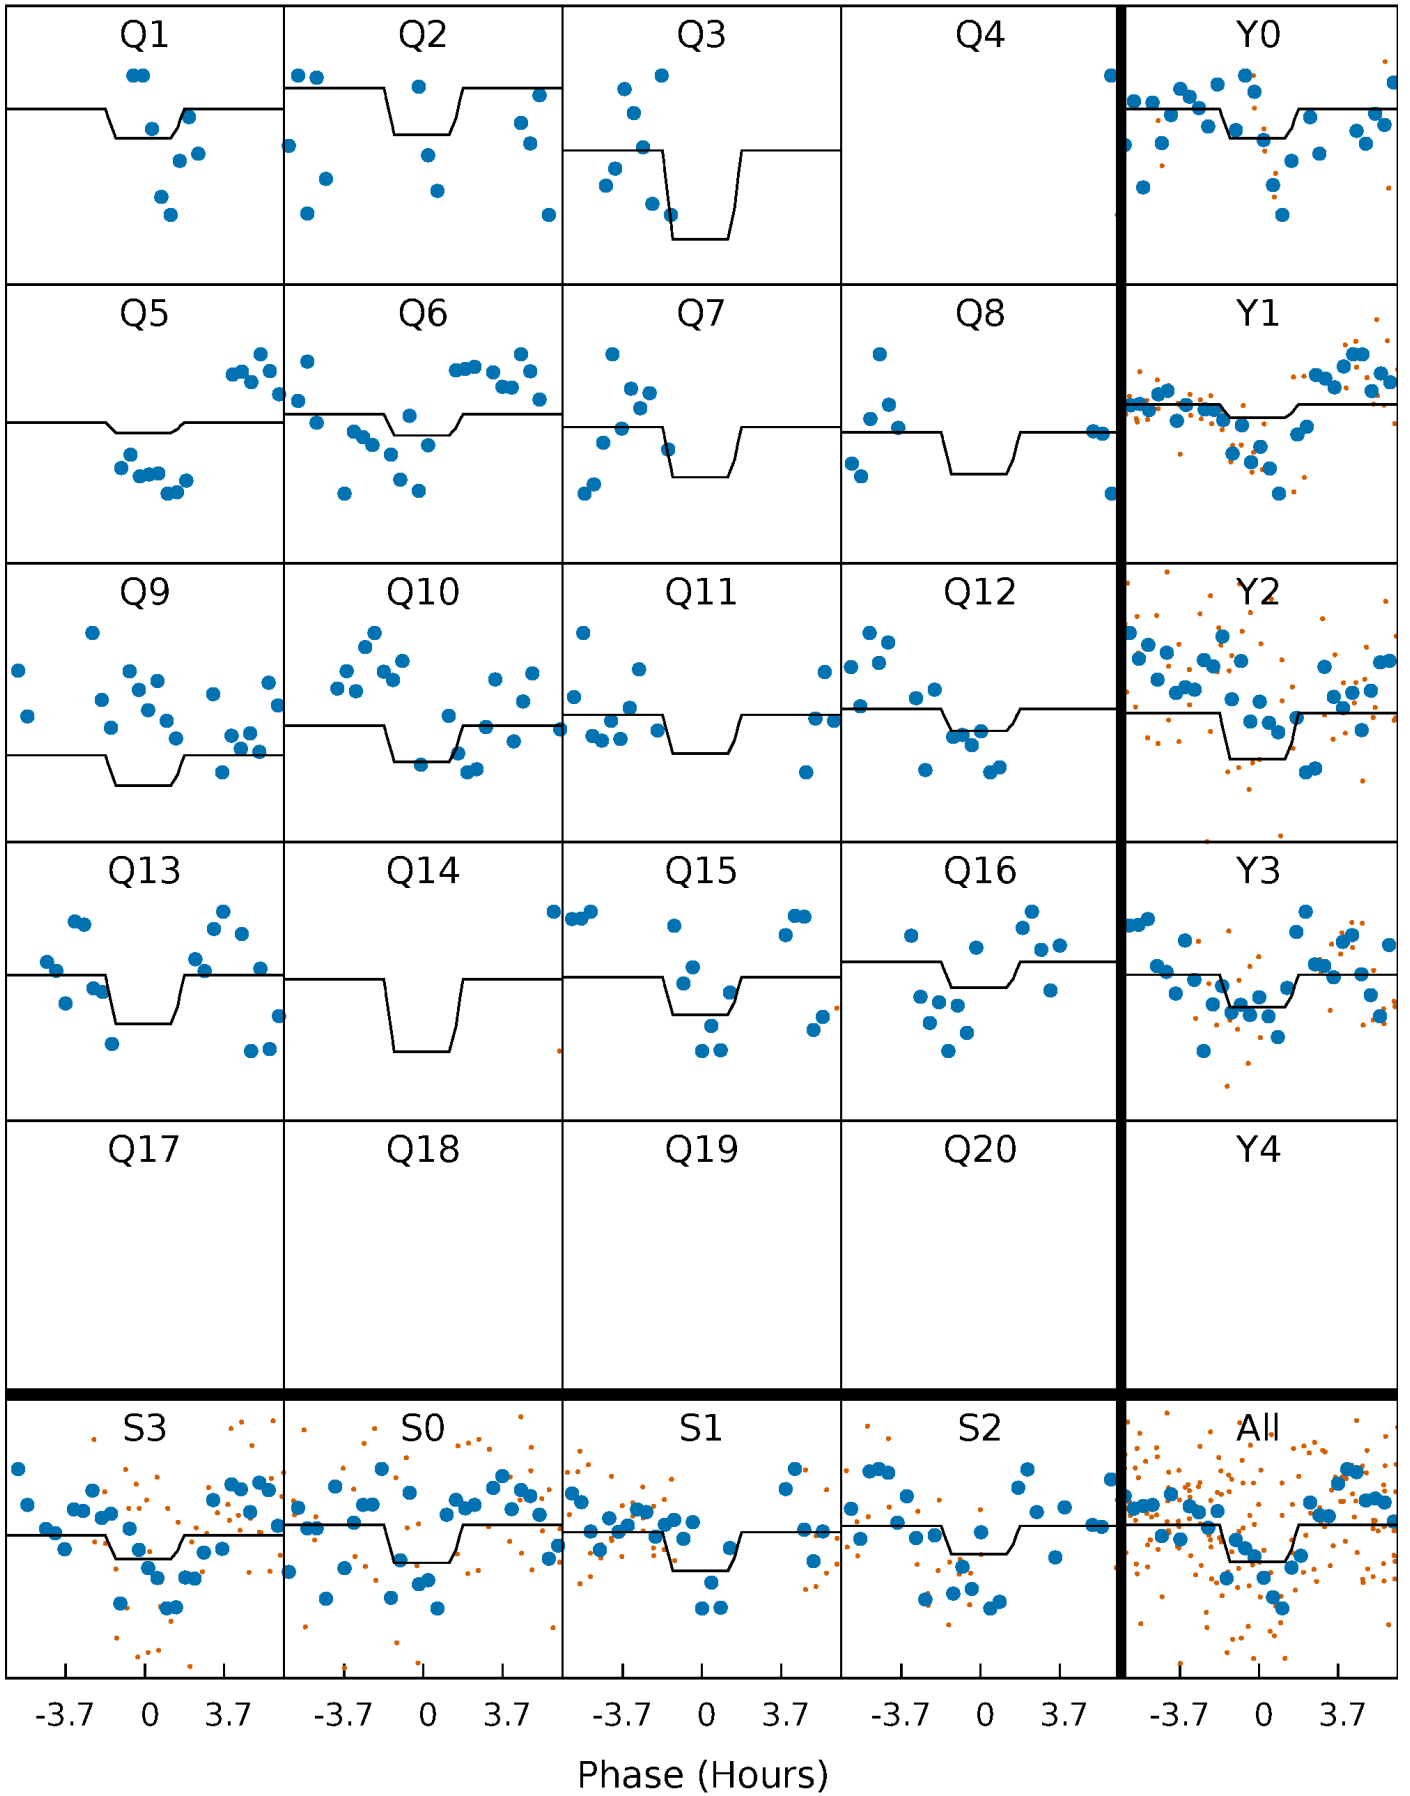 Q1 Q2 Q3 Q4 Y0
Q5 Q6 Q7 Q8 Y1
Q9 Q10 Q11 Q12 Y2
Q13 Q14 Q15 Q16 Y3
Q17 Q18 Q19 Q20 Y4
S3 S0 S1 S2 All
-3.7 0 3.7 -3.7 0 3.7 -3.7 0 3.7 -3.7 0 3.7 -3.7 0 3.7
Phase (Hours)